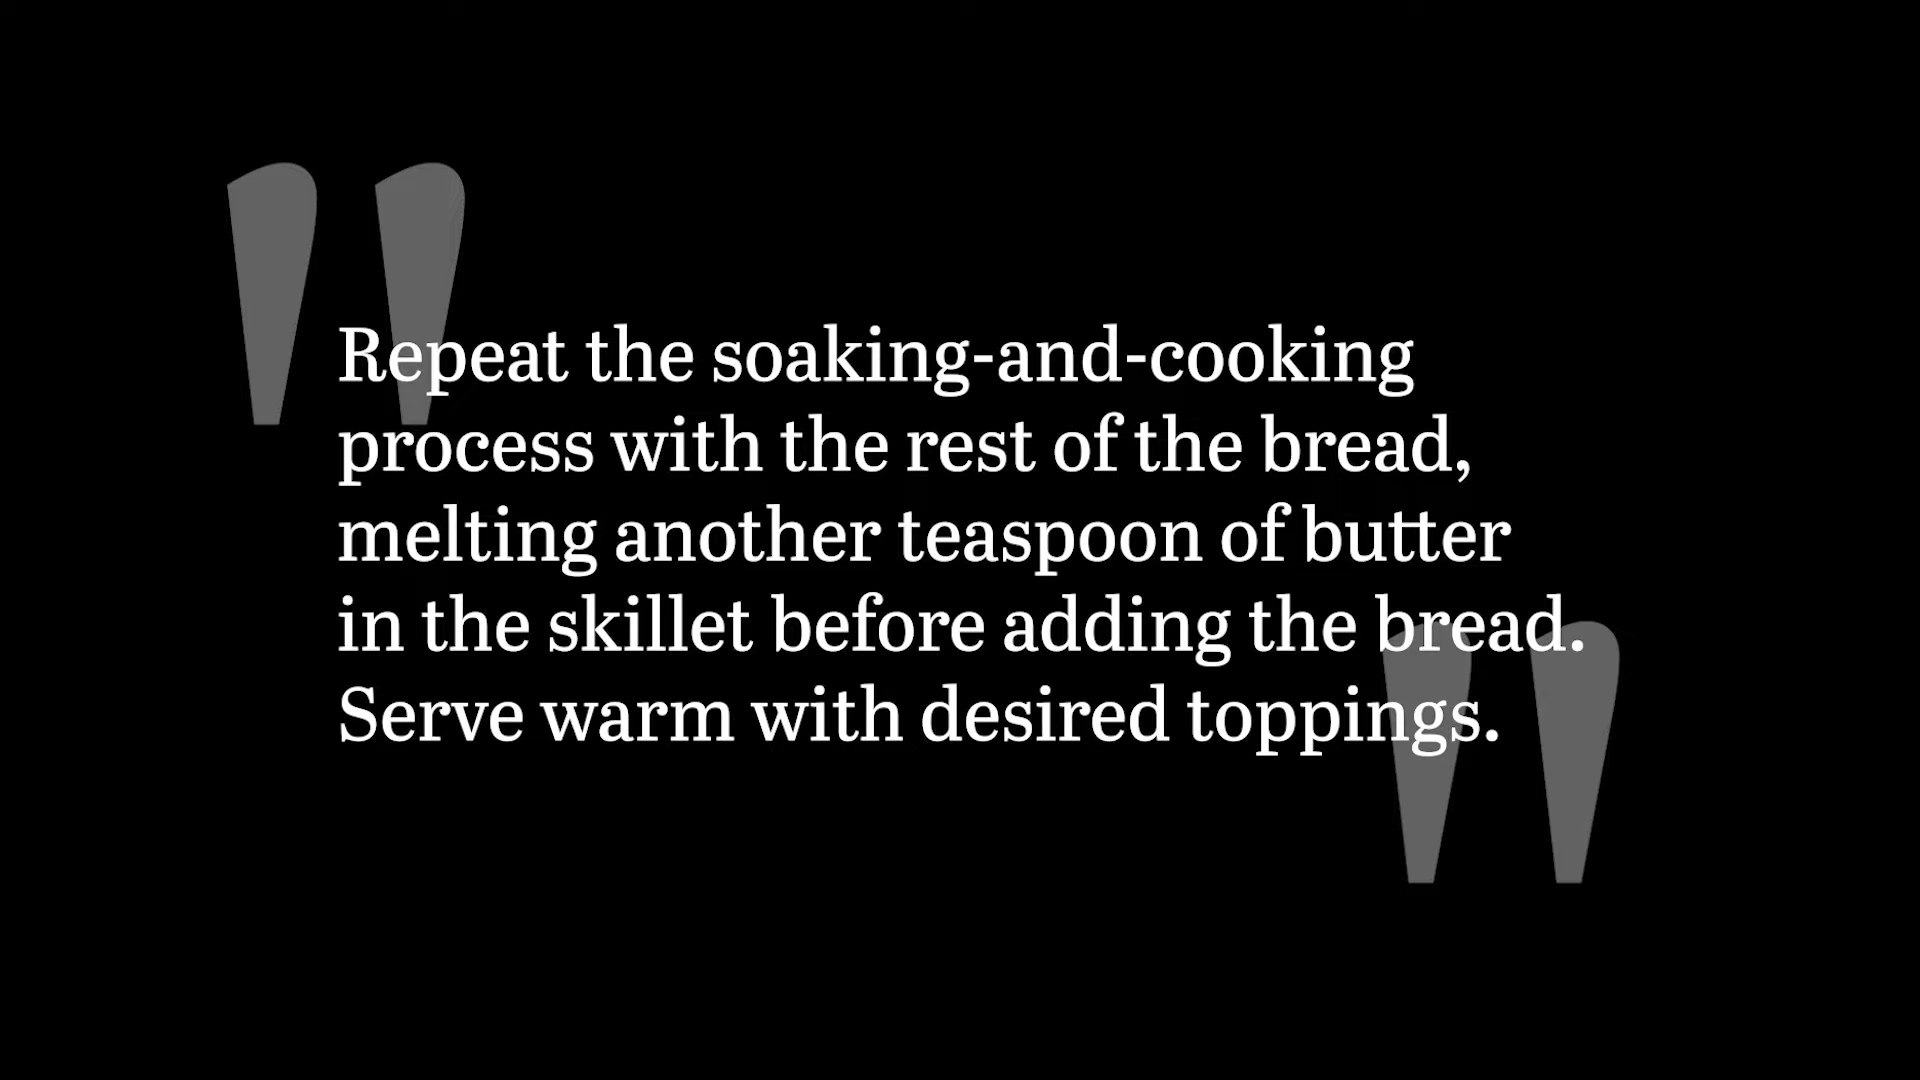 Repeat the soaking-and-cooking
process with the rest of the bread,
melting another teaspoon of butter
in the skillet before adding the bread.
Serve warm with desired toppings.